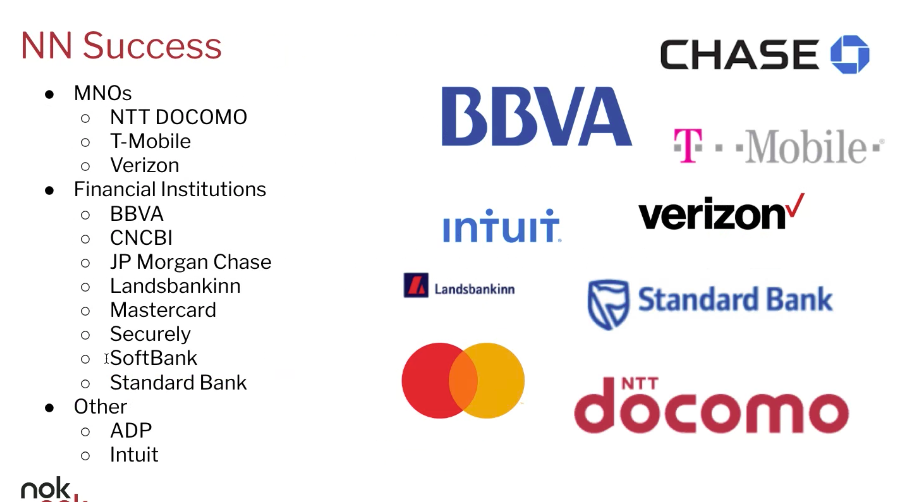 NN Success
● MNOs
○ NTT DOCOMO
○ T-Mobile
○ Verizon
● Financial Institutions
○ BBVA
○ CNCBI
○ JP Morgan Chase
○ Landsbankinn
○ Mastercard
○ Securely
○ SoftBank
○ Standard Bank
● Other
○ ADP
○ Intuit
nok
CHASE
BBVA
T··Mobile·®
intuit.
verizon✓
Landsbankinn
Standard Bank
NTT
docomo